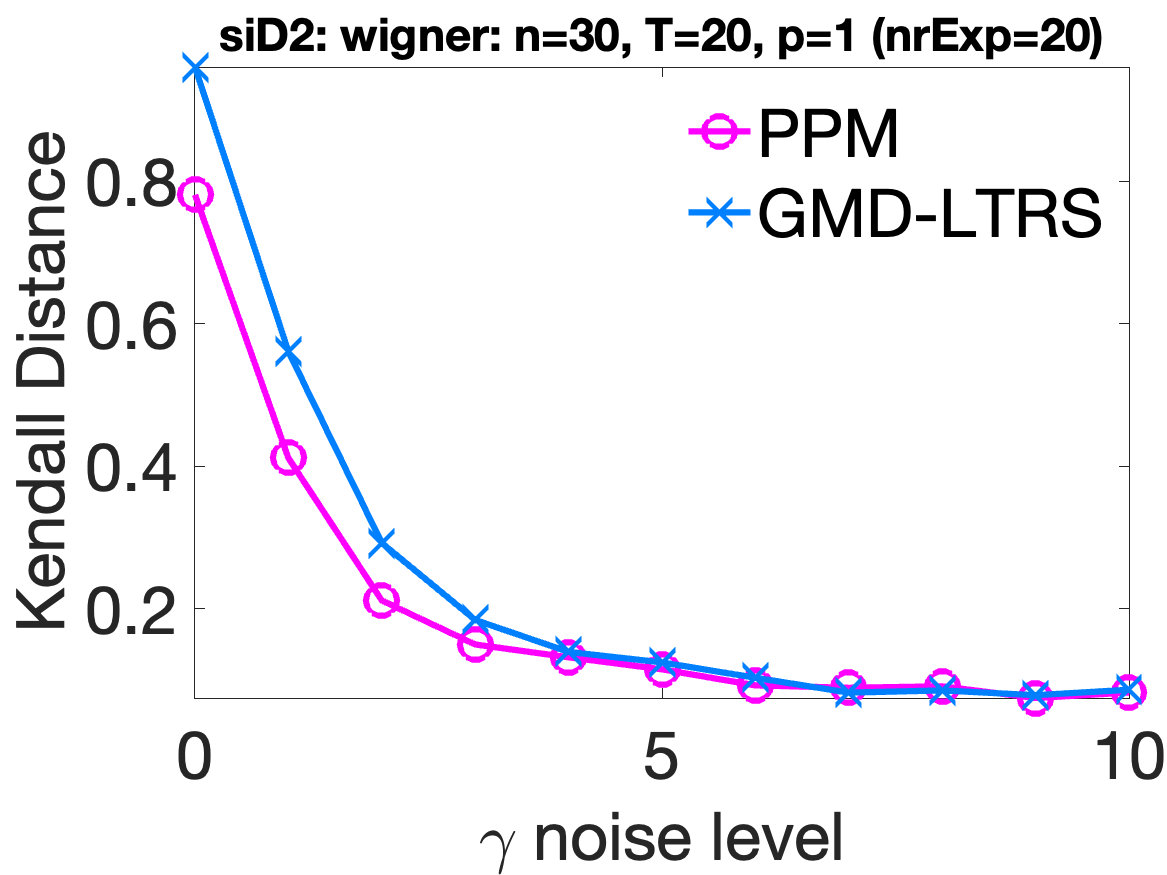 siD2: wigner: n=30, T=20, p=1 (nrExp=20)
PPM
GMD-LTRS
Kendall Distance
0.8
0.6
0.4
0.2
0
5
10
γ noise level